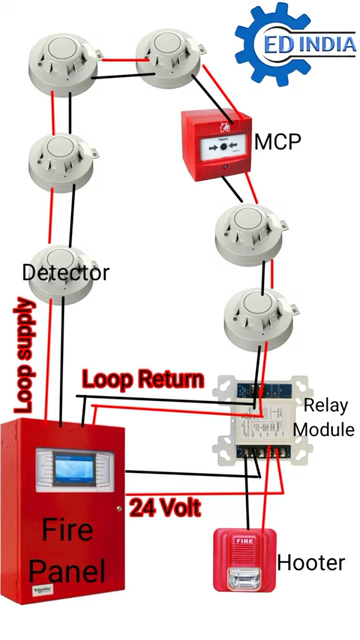 ED INDIA
MCP
Detector
Loop supply
Loop Return
Relay
Module
24 Volt
Fire
Panel
FIRE
Hooter